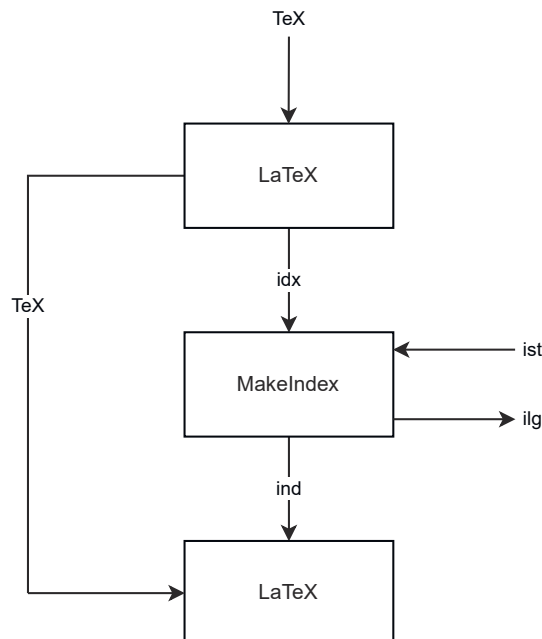 TeX
LaTeX
idx
TeX
MakeIndex
ist
ilg
ind
LaTeX